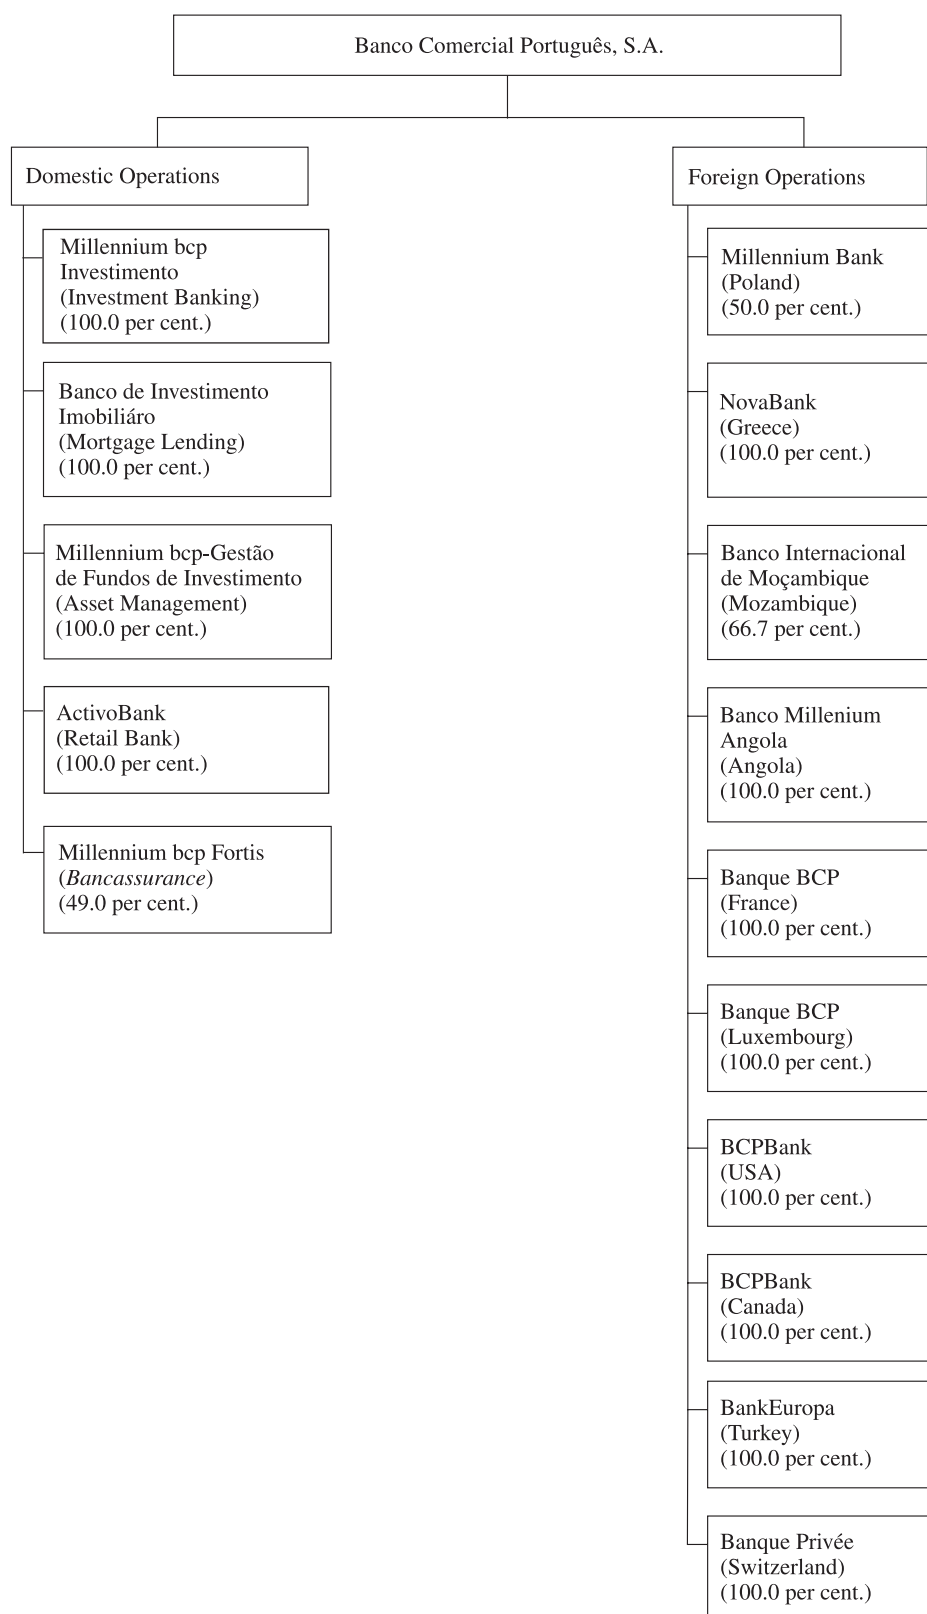 Banco Comercial Português, S.A.
Domestic Operations
Millennium bcp
Investimento
(Investment Banking)
(100.0 per cent.)
Banco de Investimento
Imobiliáro
(Mortgage Lending)
(100.0 per cent.)
Millennium bcp-Gestão
de Fundos de Investimento
(Asset Management)
(100.0 per cent.)
ActivoBank
(Retail Bank)
(100.0 per cent.)
Millennium bcp Fortis
(Bancassurance)
(49.0 per cent.)
Foreign Operations
Millennium Bank
(Poland)
(50.0 per cent.)
NovaBank
(Greece)
(100.0 per cent.)
Banco Internacional
de Moçambique
(Mozambique)
(66.7 per cent.)
Banco Millenium
Angola
(Angola)
(100.0 per cent.)
Banque BCP
(France)
(100.0 per cent.)
Banque BCP
(Luxembourg)
(100.0 per cent.)
BCPBank
(USA)
(100.0 per cent.)
BCPBank
(Canada)
(100.0 per cent.)
BankEuropa
(Turkey)
(100.0 per cent.)
Banque Privée
(Switzerland)
(100.0 per cent.)